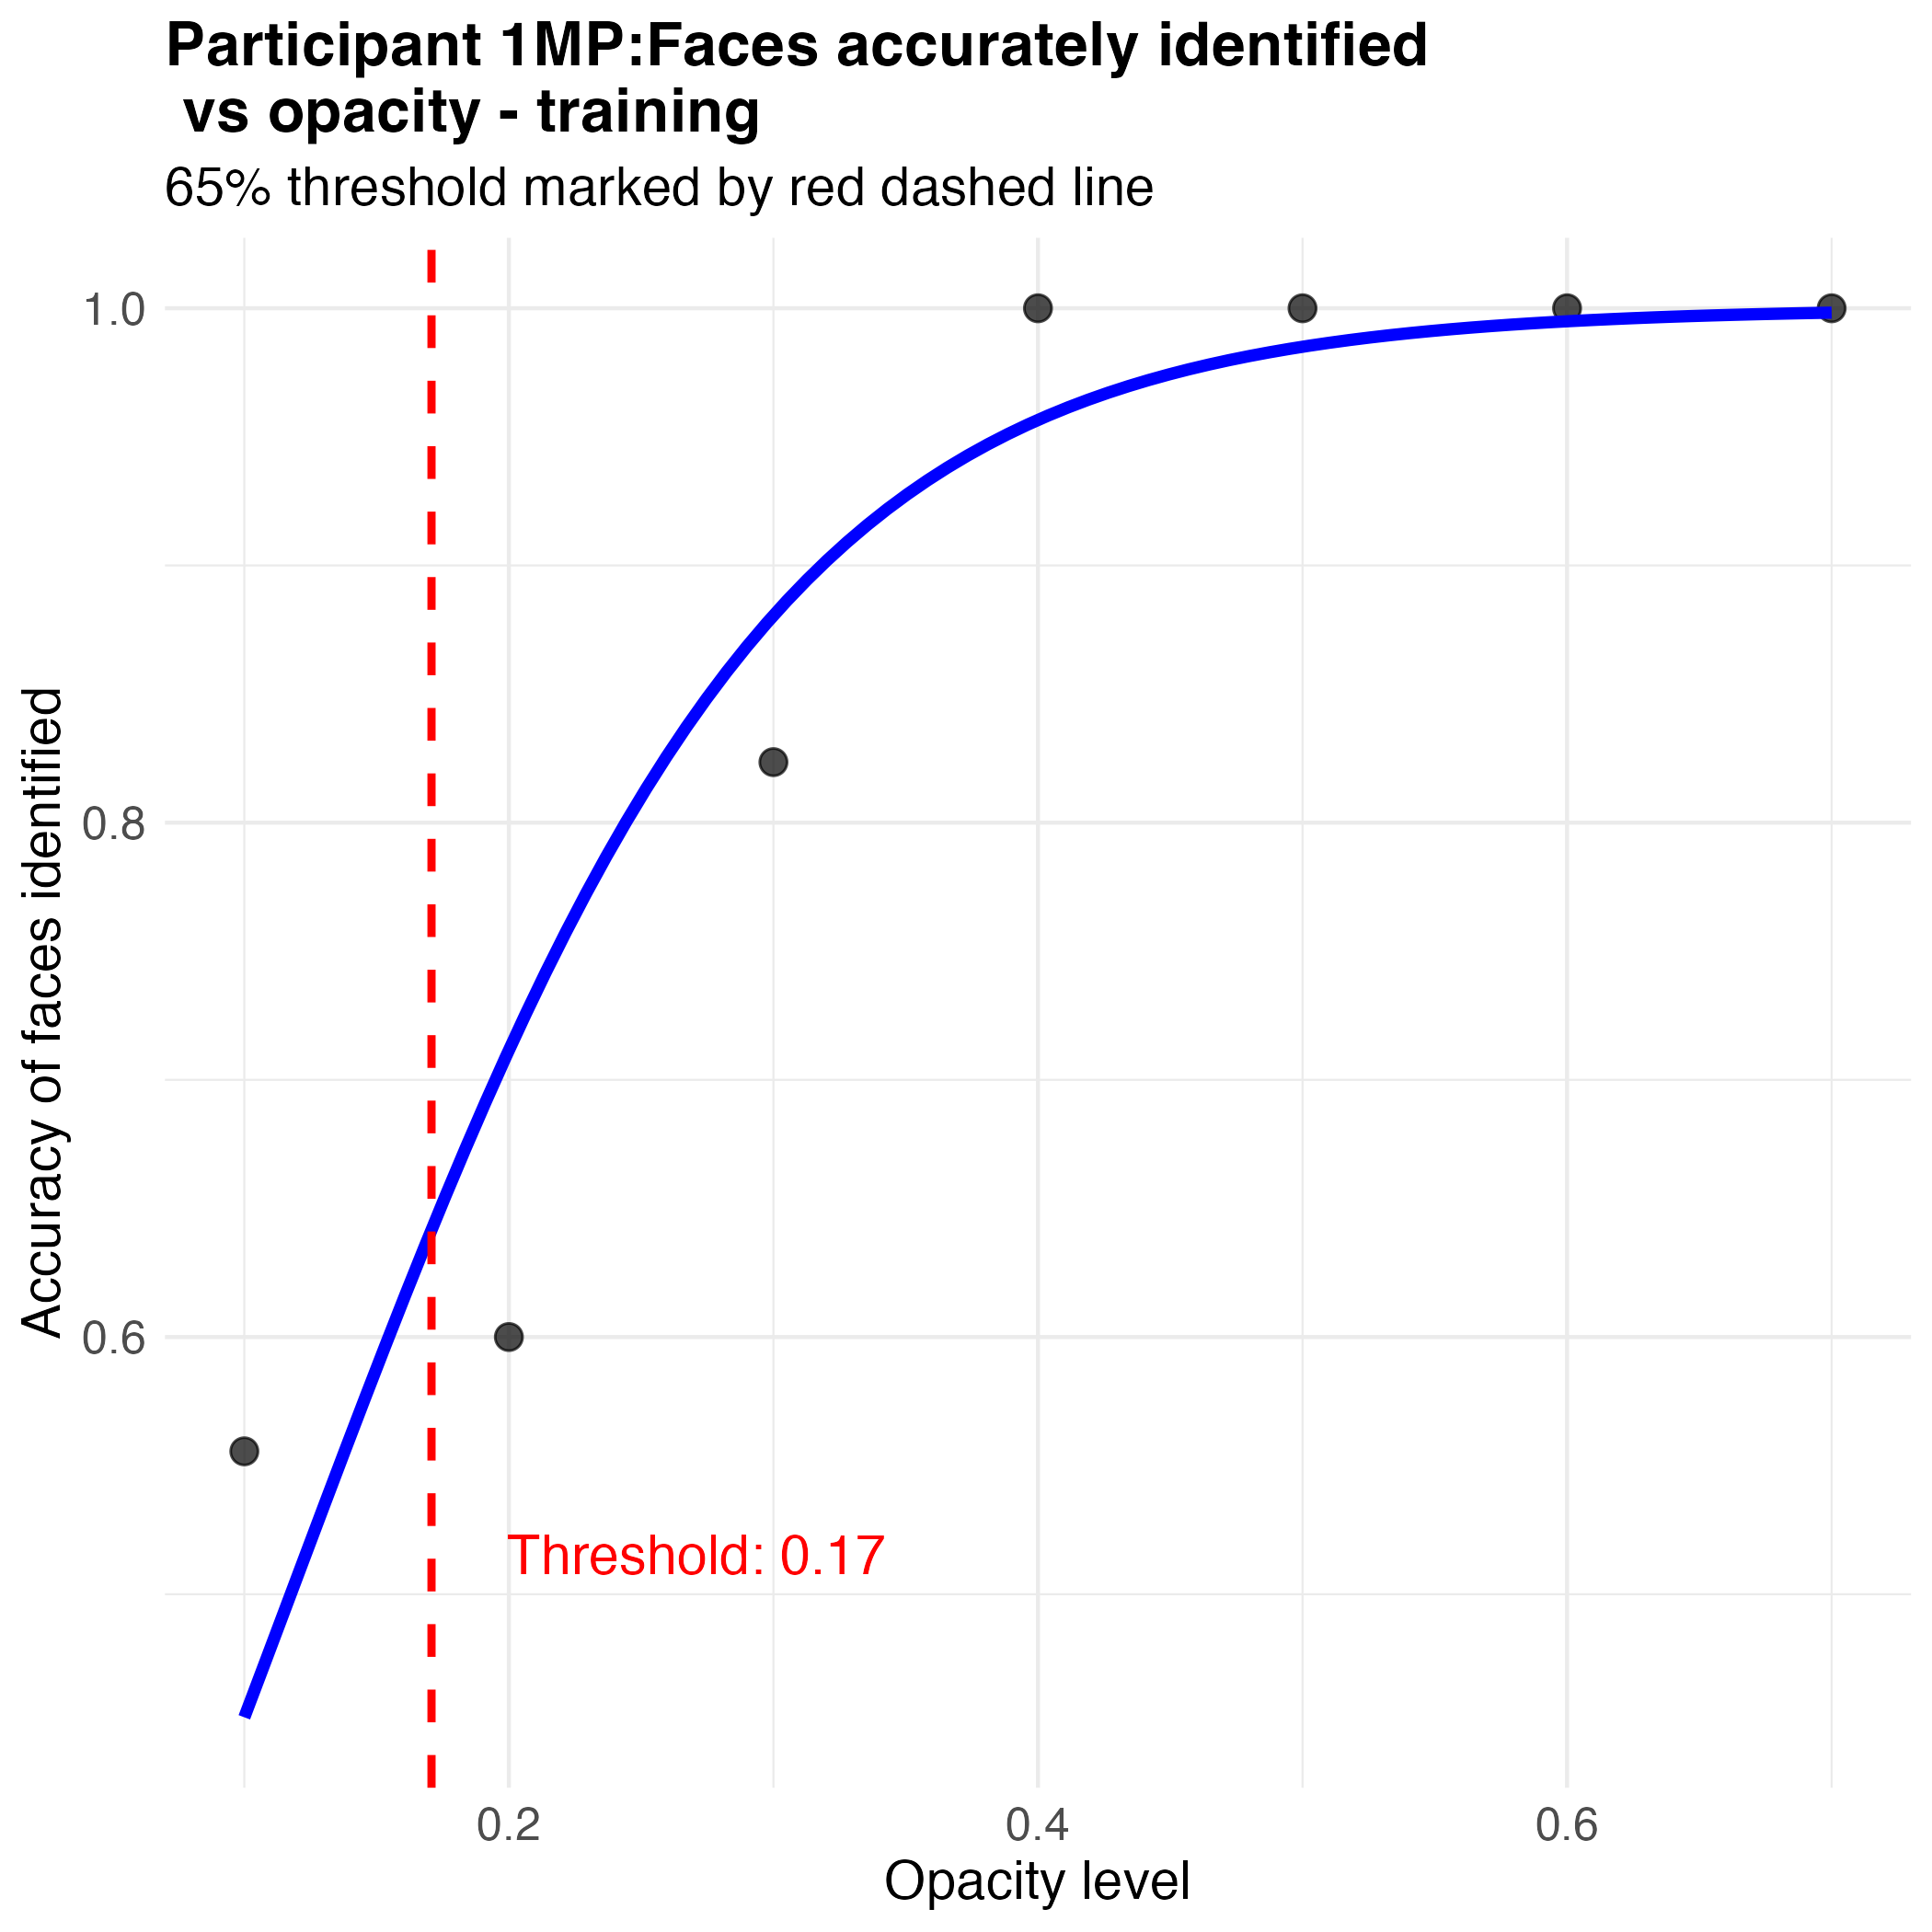 Participant 1MP:Faces accurately identified
vs opacity - training
65% threshold marked by red dashed line
1.0
0.8
0.6
Accuracy of faces identified
Threshold: 0.17
0.2
0.4
0.6
Opacity level